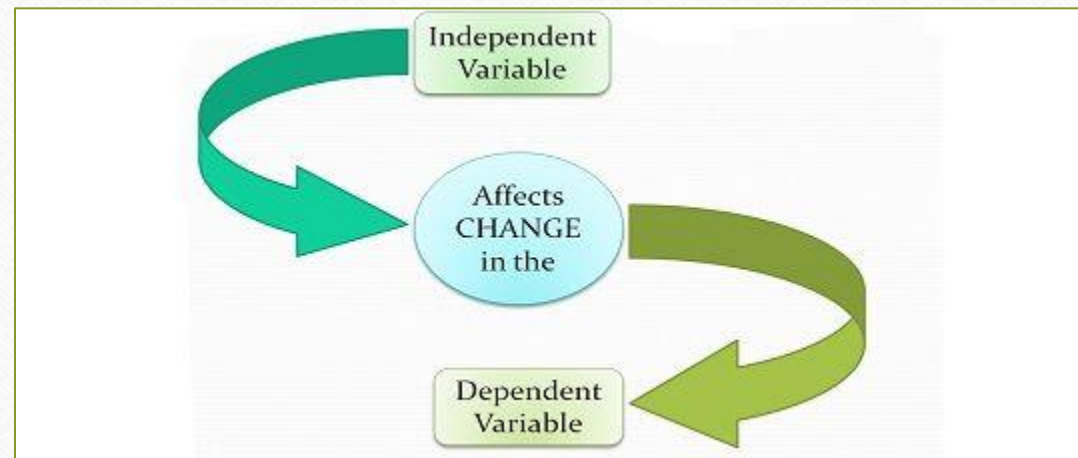 Independent
Variable
Affects
CHANGE
in the
Dependent
Variable